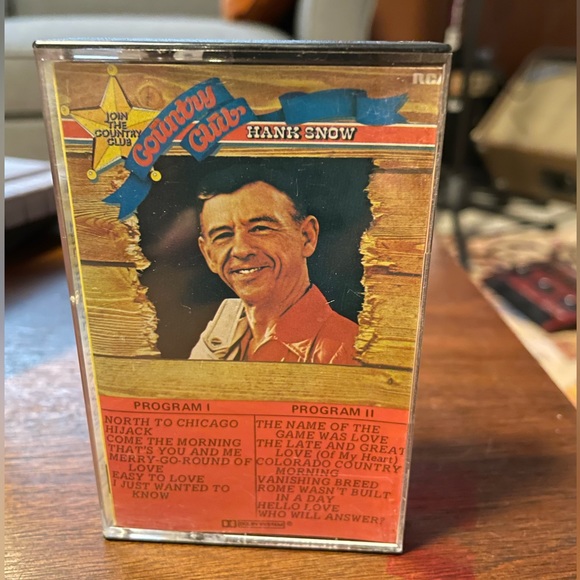 RCA
JOIN
THE
COUNTRY
CLUB
Country
Club
HANK SNOW
PROGRAM I
NORTH TO CHICAGO
HIJACK
COME THE MORNING
THAT'S YOU AND ME
MERRY-GO-ROUND OF
LOVE
EASY TO LOVE
I JUST WANTED TO
KNOW
PROGRAM II
THE NAME OF THE
GAME WAS LOVE
THE LATE AND GREAT
LOVE (Of My Heart)
COLORADO COUNTRY
MORNING
VANISHING BREED
ROME WASN'T BUILT
IN A DAY
HELLO LOVE
WHO WILL ANSWER?